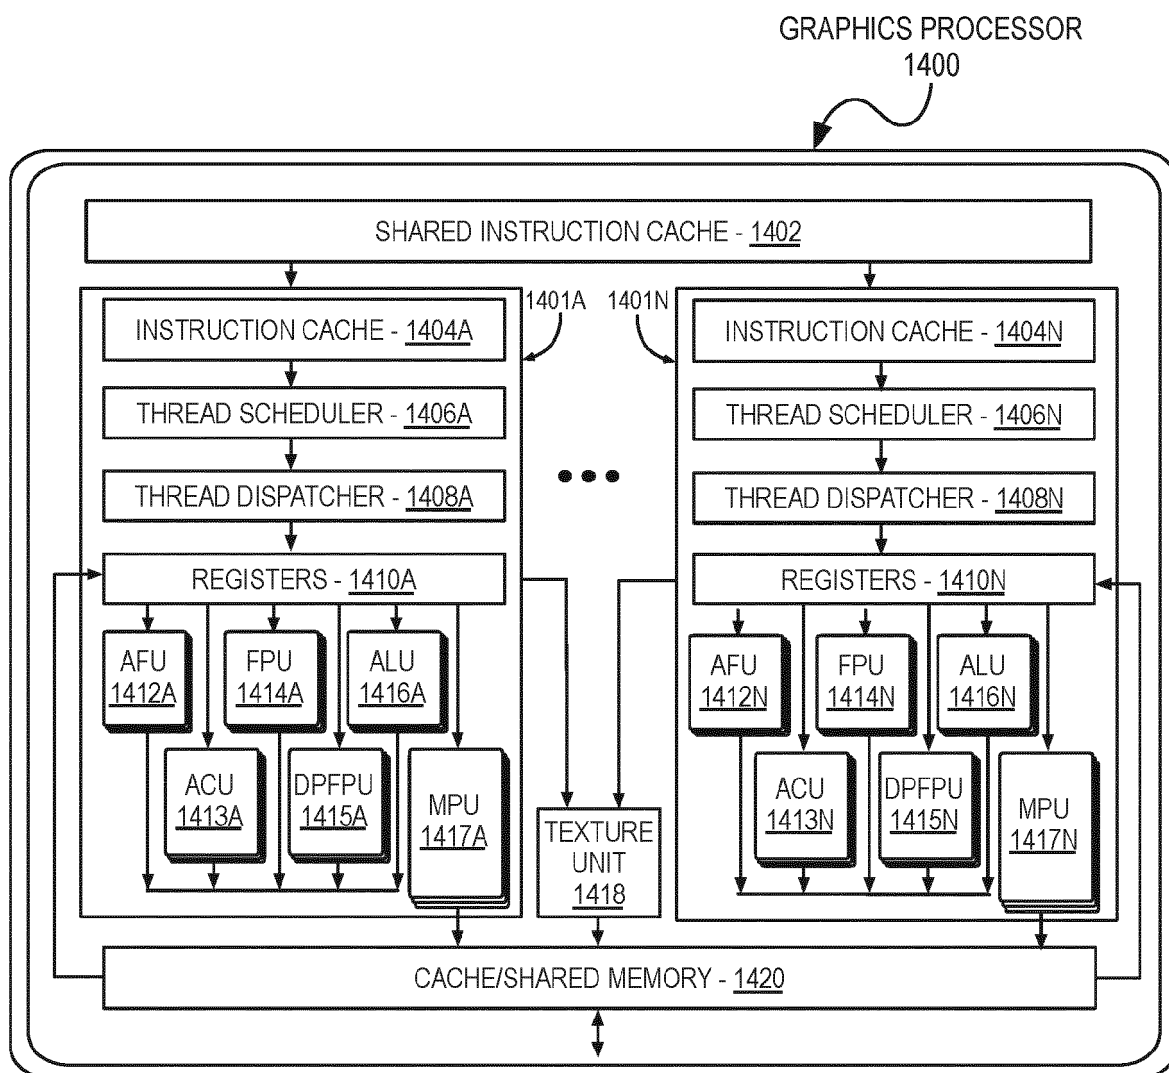 GRAPHICS PROCESSOR
1400
SHARED INSTRUCTION CACHE - 1402
1401A
1401N
INSTRUCTION CACHE - 1404A
THREAD SCHEDULER - 1406A
THREAD DISPATCHER - 1408A
REGISTERS - 1410A
AFU
1412A
FPU
1414A
ALU
1416A
ACU
1413A
DPFPU
1415A
MPU
1417A
INSTRUCTION CACHE - 1404N
THREAD SCHEDULER - 1406N
THREAD DISPATCHER - 1408N
REGISTERS - 1410N
AFU
1412N
FPU
1414N
ALU
1416N
ACU
1413N
DPFPU
1415N
MPU
1417N
TEXTURE
UNIT
1418
CACHE/SHARED MEMORY - 1420